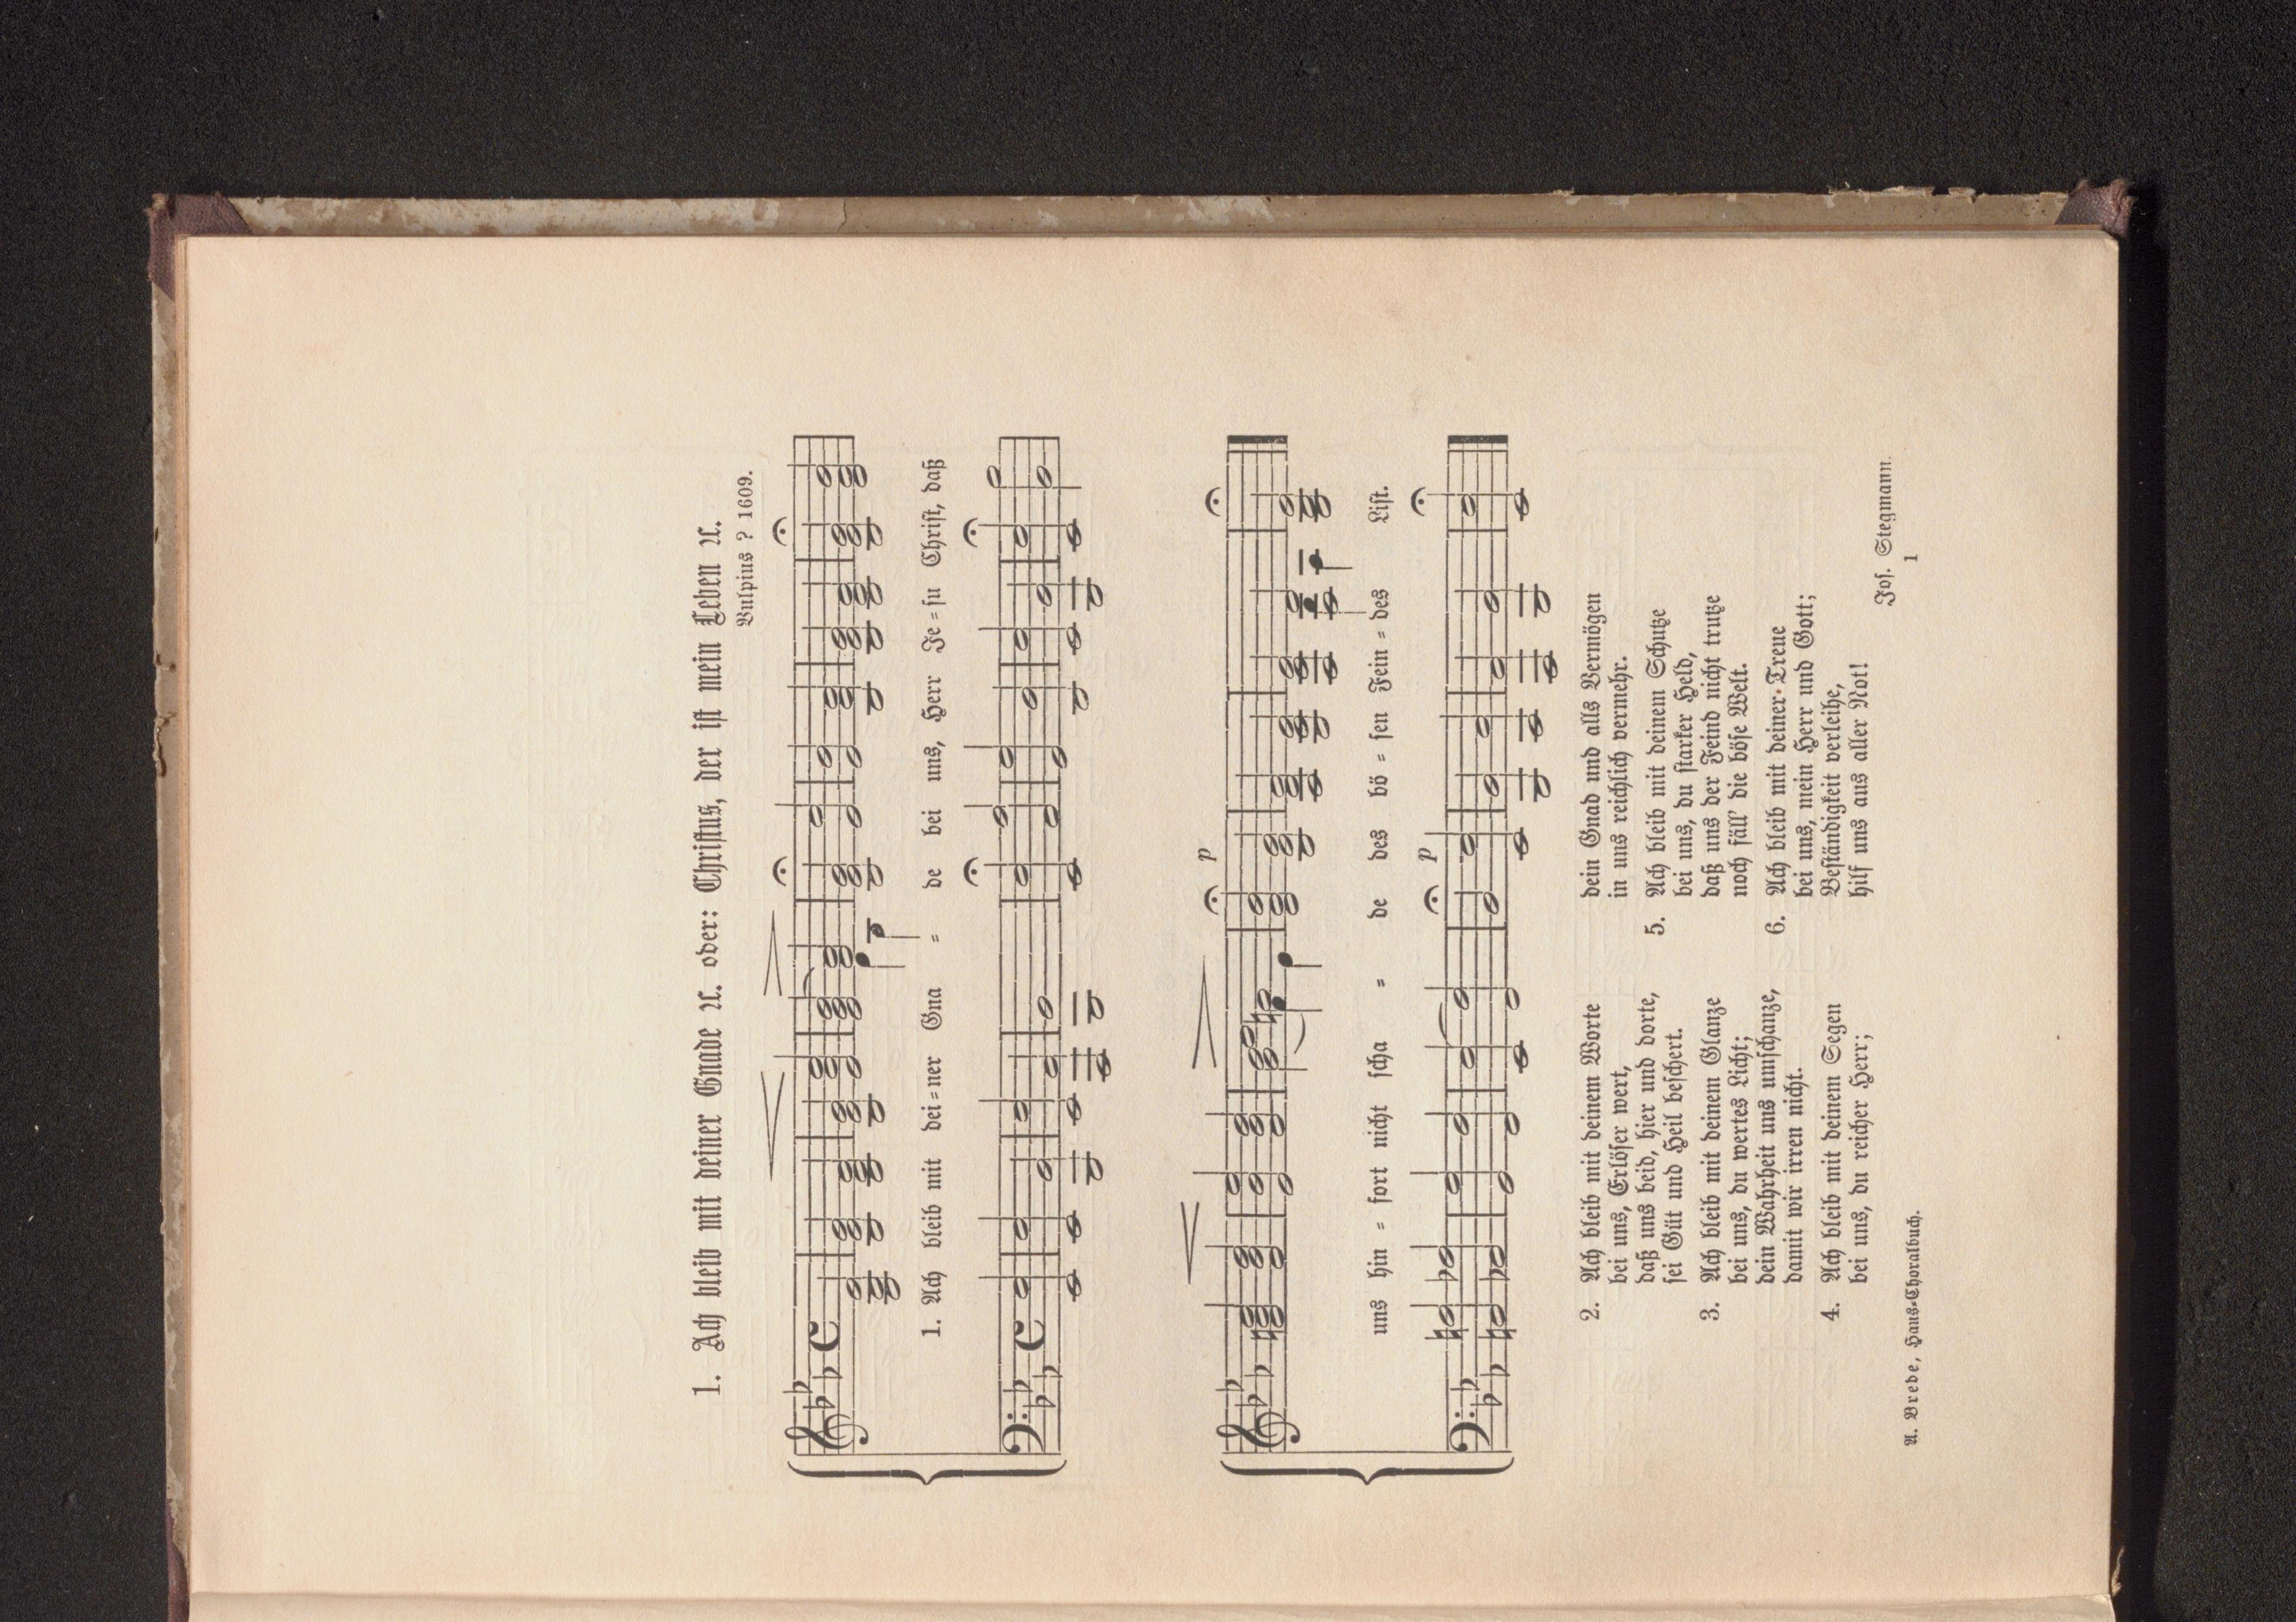 1. Ach bleib mit deiner Gnade ꝛc. oder: Christus, der ist mein Leben ꝛc.
Vulpius ? 1609.
1. Ach bleib mit dei=ner Gna = de bei uns, Herr Je=su Christ, daß
p
uns hin = fort nicht scha = de des bö = sen Fein = des List.
p
2. Ach bleib mit deinem Worte
bei uns, Erlöser wert,
daß uns beid, hier und dorte,
sei Güt und Heil beschert.
3. Ach bleib mit deinem Glanze
bei uns, du wertes Licht;
dein Wahrheit uns umschanze,
damit wir irren nicht.
4. Ach bleib mit deinem Segen
bei uns, du reicher Herr;
dein Gnad und alls Vermögen
in uns reichlich vermehr.
5. Ach bleib mit deinem Schutze
bei uns, du starker Held,
daß uns der Feind nicht trutze
noch fäll' die böse Welt.
6. Ach bleib mit deiner Treue
bei uns, mein Herr und Gott;
Beständigkeit verleihe,
hilf uns aus aller Not!
Jos. Stegmann.
A. Brede, Haus=Choralbuch.
1